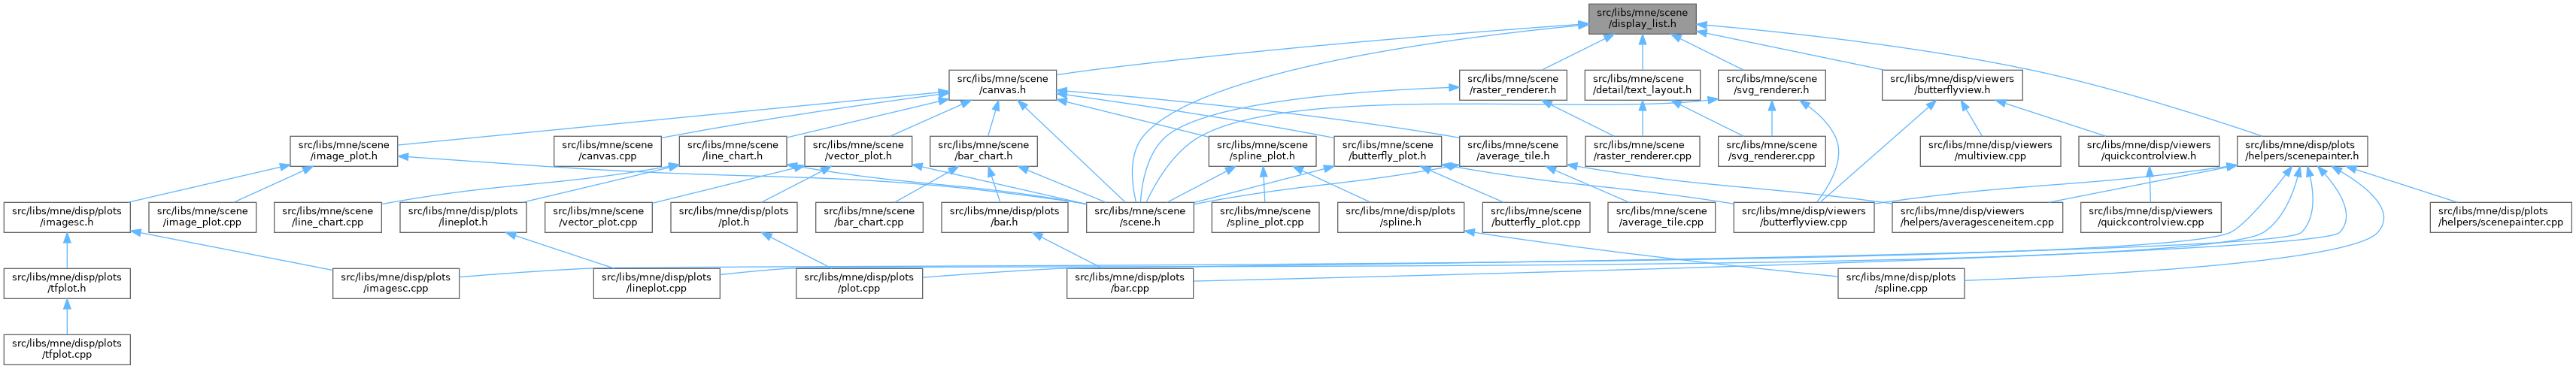 src/libs/mne/scene
/display_list.h
src/libs/mne/scene
/canvas.h
src/libs/mne/scene
/raster_renderer.h
src/libs/mne/scene
/detail/text_layout.h
src/libs/mne/scene
/svg_renderer.h
src/libs/mne/disp/viewers
/butterflyview.h
src/libs/mne/scene
/image_plot.h
src/libs/mne/scene
/canvas.cpp
src/libs/mne/scene
/line_chart.h
src/libs/mne/scene
/vector_plot.h
src/libs/mne/scene
/bar_chart.h
src/libs/mne/scene
/spline_plot.h
src/libs/mne/scene
/butterfly_plot.h
src/libs/mne/scene
/average_tile.h
src/libs/mne/scene
/raster_renderer.cpp
src/libs/mne/scene
/svg_renderer.cpp
src/libs/mne/disp/viewers
/multiview.cpp
src/libs/mne/disp/viewers
/quickcontrolview.h
src/libs/mne/disp/plots
/helpers/scenepainter.h
src/libs/mne/disp/plots
/imagesc.h
src/libs/mne/scene
/image_plot.cpp
src/libs/mne/scene
/line_chart.cpp
src/libs/mne/disp/plots
/lineplot.h
src/libs/mne/scene
/vector_plot.cpp
src/libs/mne/disp/plots
/plot.h
src/libs/mne/scene
/bar_chart.cpp
src/libs/mne/disp/plots
/bar.h
src/libs/mne/scene
/scene.h
src/libs/mne/scene
/spline_plot.cpp
src/libs/mne/disp/plots
/spline.h
src/libs/mne/scene
/butterfly_plot.cpp
src/libs/mne/scene
/average_tile.cpp
src/libs/mne/disp/viewers
/butterflyview.cpp
src/libs/mne/disp/viewers
/helpers/averagesceneitem.cpp
src/libs/mne/disp/viewers
/quickcontrolview.cpp
src/libs/mne/disp/plots
/helpers/scenepainter.cpp
src/libs/mne/disp/plots
/tfplot.h
src/libs/mne/disp/plots
/imagesc.cpp
src/libs/mne/disp/plots
/lineplot.cpp
src/libs/mne/disp/plots
/plot.cpp
src/libs/mne/disp/plots
/bar.cpp
src/libs/mne/disp/plots
/spline.cpp
src/libs/mne/disp/plots
/tfplot.cpp